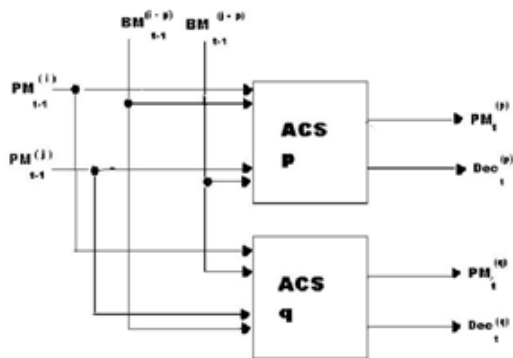 BM t-1 (i - p) BM t-1 (j - p)
PM t-1 (i)
PM t-1 (j)
ACS
p
PM t (p)
Dec t (p)
ACS
q
PM t (q)
Dec t (q)